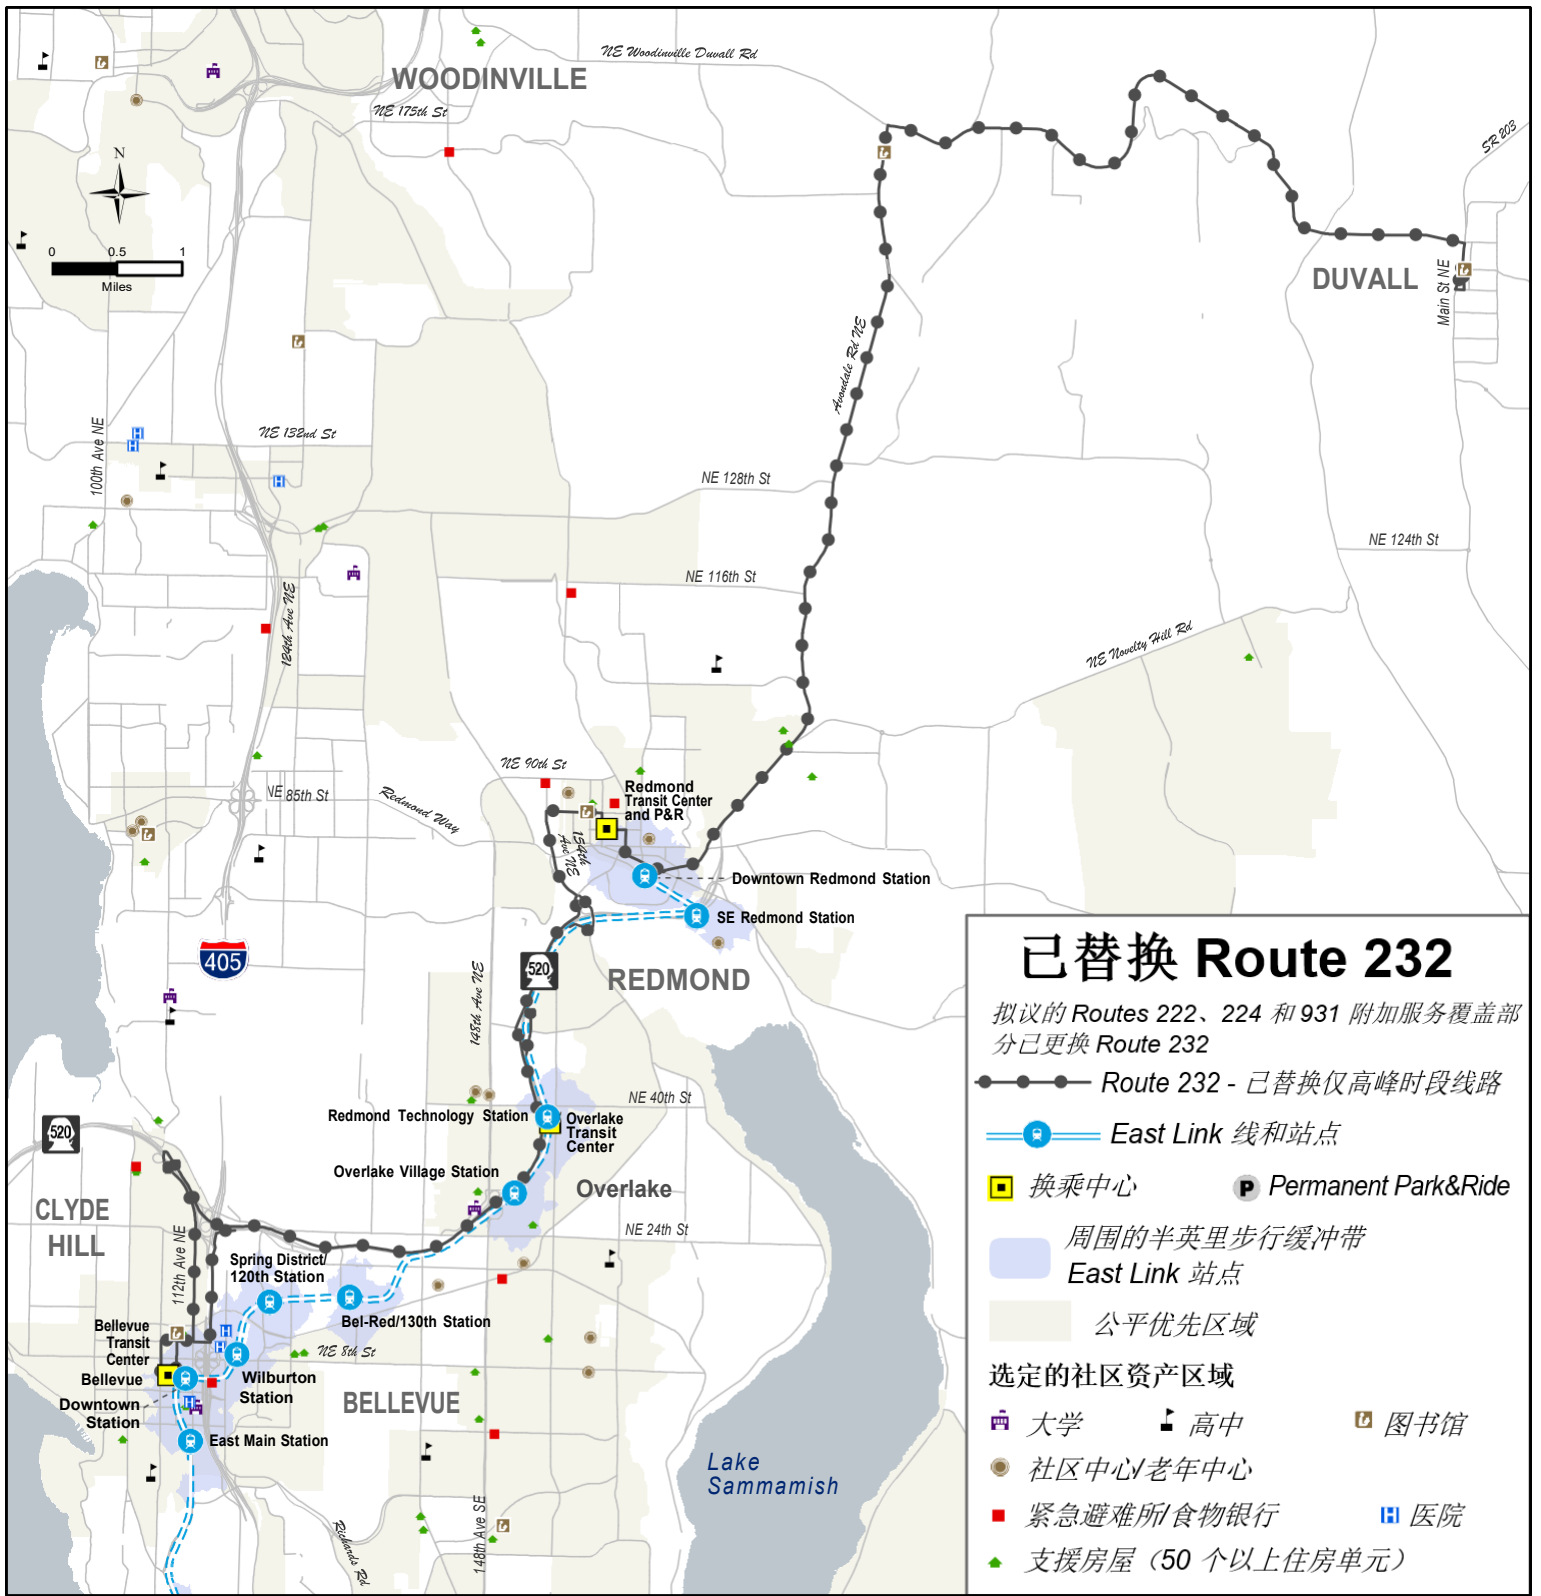 NE Woodinville Duvall Rd
WOODINVILLE
NE 175th St
SR 203
N
0 0.5 1
Miles
DUVALL
Main St NE
Avondale Rd NE
100th Ave NE
NE 132nd St
NE 128th St
NE 124th St
NE 116th St
124th Ave NE
NE Novelty Hill Rd
NE 90th St
NE 85th St
Redmond Way
Redmond
Transit Center
and P&R
154th
Ave NE
Downtown Redmond Station
SE Redmond Station
405
520
REDMOND
148th Ave NE
NE 40th St
Redmond Technology Station
Overlake
Transit
Center
520
Overlake Village Station
Overlake
CLYDE
HILL
112th Ave NE
NE 24th St
Spring District/
120th Station
Bel-Red/130th Station
Bellevue
Transit
Center
NE 8th St
Bellevue
Downtown
Station
Wilburton
Station
BELLEVUE
East Main Station
Lake
Sammamish
148th Ave SE
Richards Rd
已替换 Route 232
拟议的 Routes 222、224 和 931 附加服务覆盖部
分已更换 Route 232
Route 232 - 己替换仅高峰时段线路
East Link 线和站点
换乘中心
P Permanent Park&Ride
周围的半英里步行缓冲带
East Link 站点
公平优先区域
选定的社区资产区域
大学 高中 图书馆
社区中心/老年中心
紧急避难所/食物银行 H 医院
支援房屋（50 个以上住房单元）